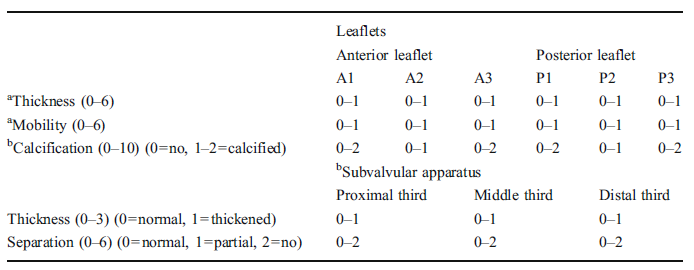 Leaflets
Anterior leaflet Posterior leaflet
A1 A2 A3 P1 P2 P3
aThickness (0–6) 0–1 0–1 0–1 0–1 0–1 0–1
aMobility (0–6) 0–1 0–1 0–1 0–1 0–1 0–1
bCalcification (0–10) (0=no, 1–2=calcified) 0–2 0–1 0–2 0–2 0–1 0–2
bSubvalvular apparatus
Proximal third Middle third Distal third
Thickness (0–3) (0=normal, 1=thickened) 0–1 0–1 0–1
Separation (0–6) (0=normal, 1=partial, 2=no) 0–2 0–2 0–2